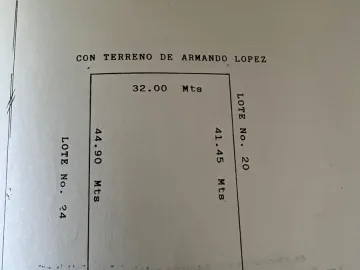 CON TERRENO DE ARMANDO LOPEZ
32.00 Mts
LOTE No. 20
41.45 Mts
44.90 Mts
LOTE No. 24